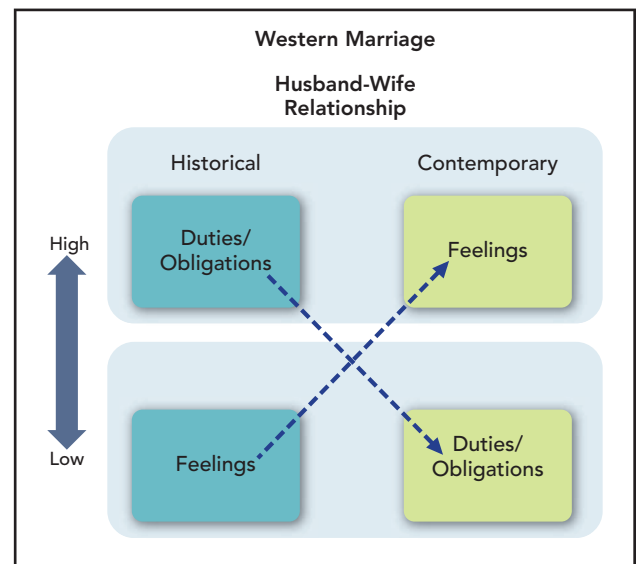 Western Marriage
Husband-Wife
Relationship
Historical
Contemporary
High
Duties/
Obligations
Feelings
Low
Feelings
Duties/
Obligations